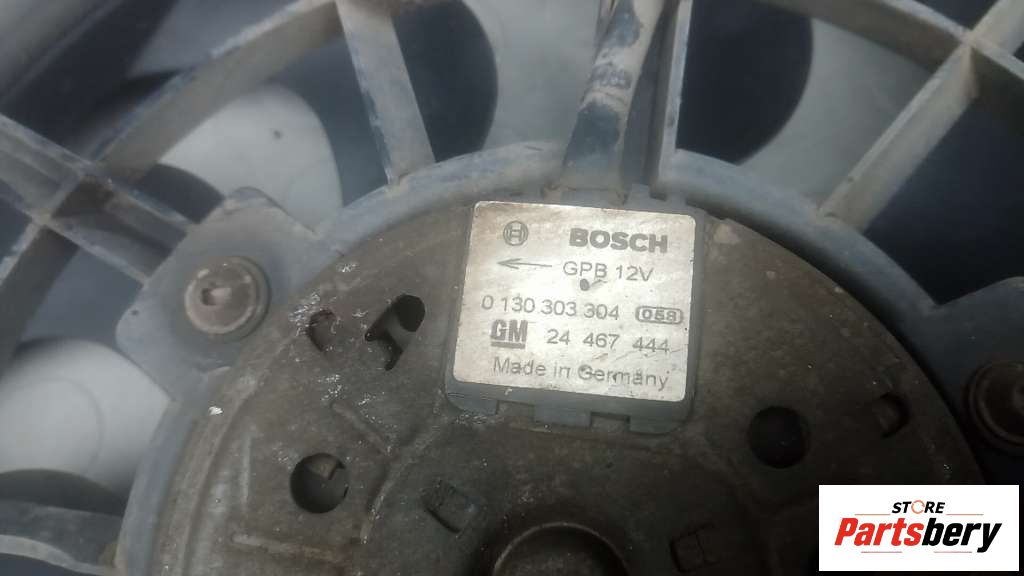 BOSCH
GPB 12V
0 130 303 304 058
GM 24 467 444
Made in Germany
STORE
Partsbery